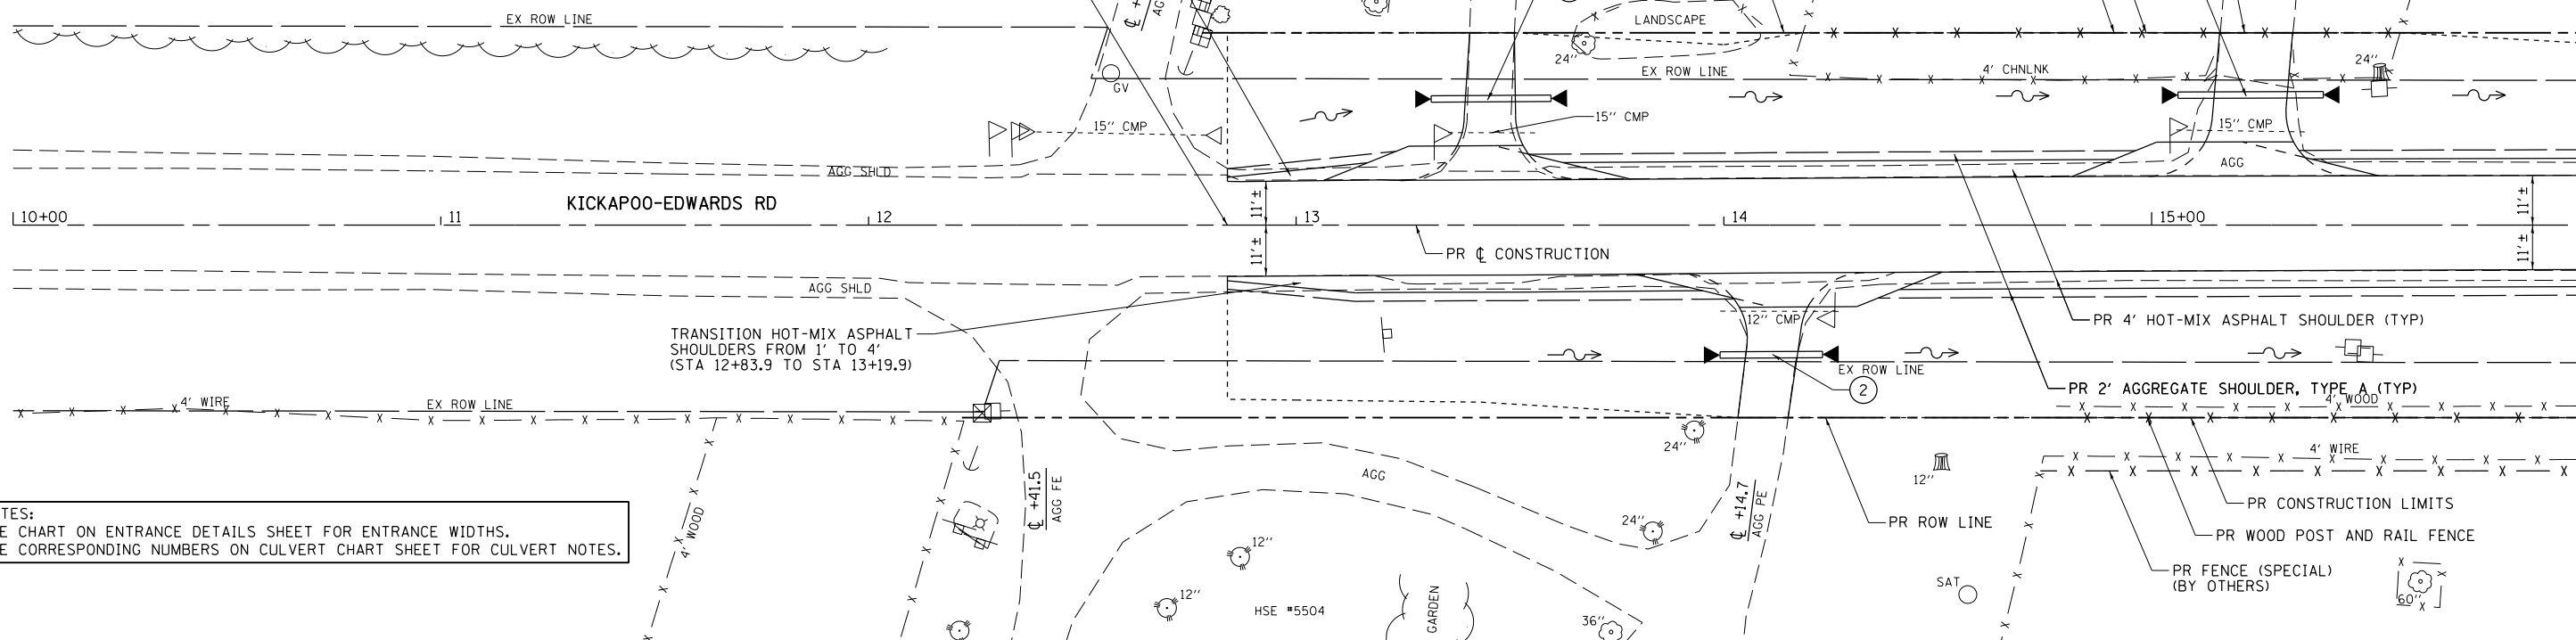 EX ROW LINE
LANDSCAPE
24"
EX ROW LINE
4' CHNLNK
24"
GV
15" CMP
15" CMP
15" CMP
AGG SHLD
AGG
KICKAPOO-EDWARDS RD
11'±
11'±
10+00
11
12
13
14
15+00
11'±
11'±
PR ℄ CONSTRUCTION
AGG SHLD
12" CMP
TRANSITION HOT-MIX ASPHALT
SHOULDERS FROM 1' TO 4'
(STA 12+83.9 TO STA 13+19.9)
PR 4' HOT-MIX ASPHALT SHOULDER (TYP)
EX ROW LINE
2
PR 2' AGGREGATE SHOULDER, TYPE A (TYP)
4' WOOD
4' WIRE
EX ROW LINE
24"
4' WIRE
AGG
12"
℄ +41.5
AGG FE
℄ +14.7
AGG PE
PR CONSTRUCTION LIMITS
PR ROW LINE
PR WOOD POST AND RAIL FENCE
TES:
E CHART ON ENTRANCE DETAILS SHEET FOR ENTRANCE WIDTHS.
E CORRESPONDING NUMBERS ON CULVERT CHART SHEET FOR CULVERT NOTES.
4' WOOD
24"
12"
PR FENCE (SPECIAL)
(BY OTHERS)
SAT
60"
12"
HSE #5504
GARDEN
36"